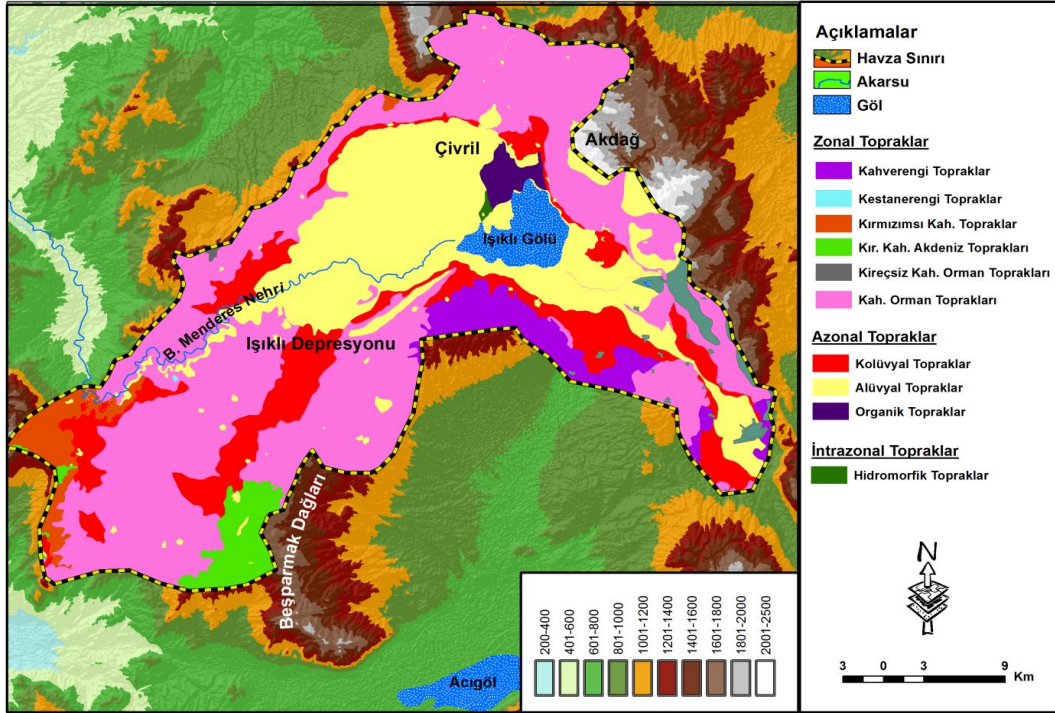 Çivril
Akdağ
Işıklı Gölü
B. Menderes Nehri
Işıklı Depresyonu
Beşparmak Dağları
Acıgöl
200-400
401-600
601-800
801-1000
1001-1200
1201-1400
1401-1600
1601-1800
1801-2000
2001-2500
Açıklamalar
Havza Sınırı
Akarsu
Göl
Zonal Topraklar
Kahverengi Topraklar
Kestanerengi Topraklar
Kırmızımsı Kah. Topraklar
Kır. Kah. Akdeniz Toprakları
Kireçsiz Kah. Orman Toprakları
Kah. Orman Toprakları
Azonal Topraklar
Kolüvyal Topraklar
Alüvyal Topraklar
Organik Topraklar
İntrazonal Topraklar
Hidromorfik Topraklar
N
3 0 3 9
Km